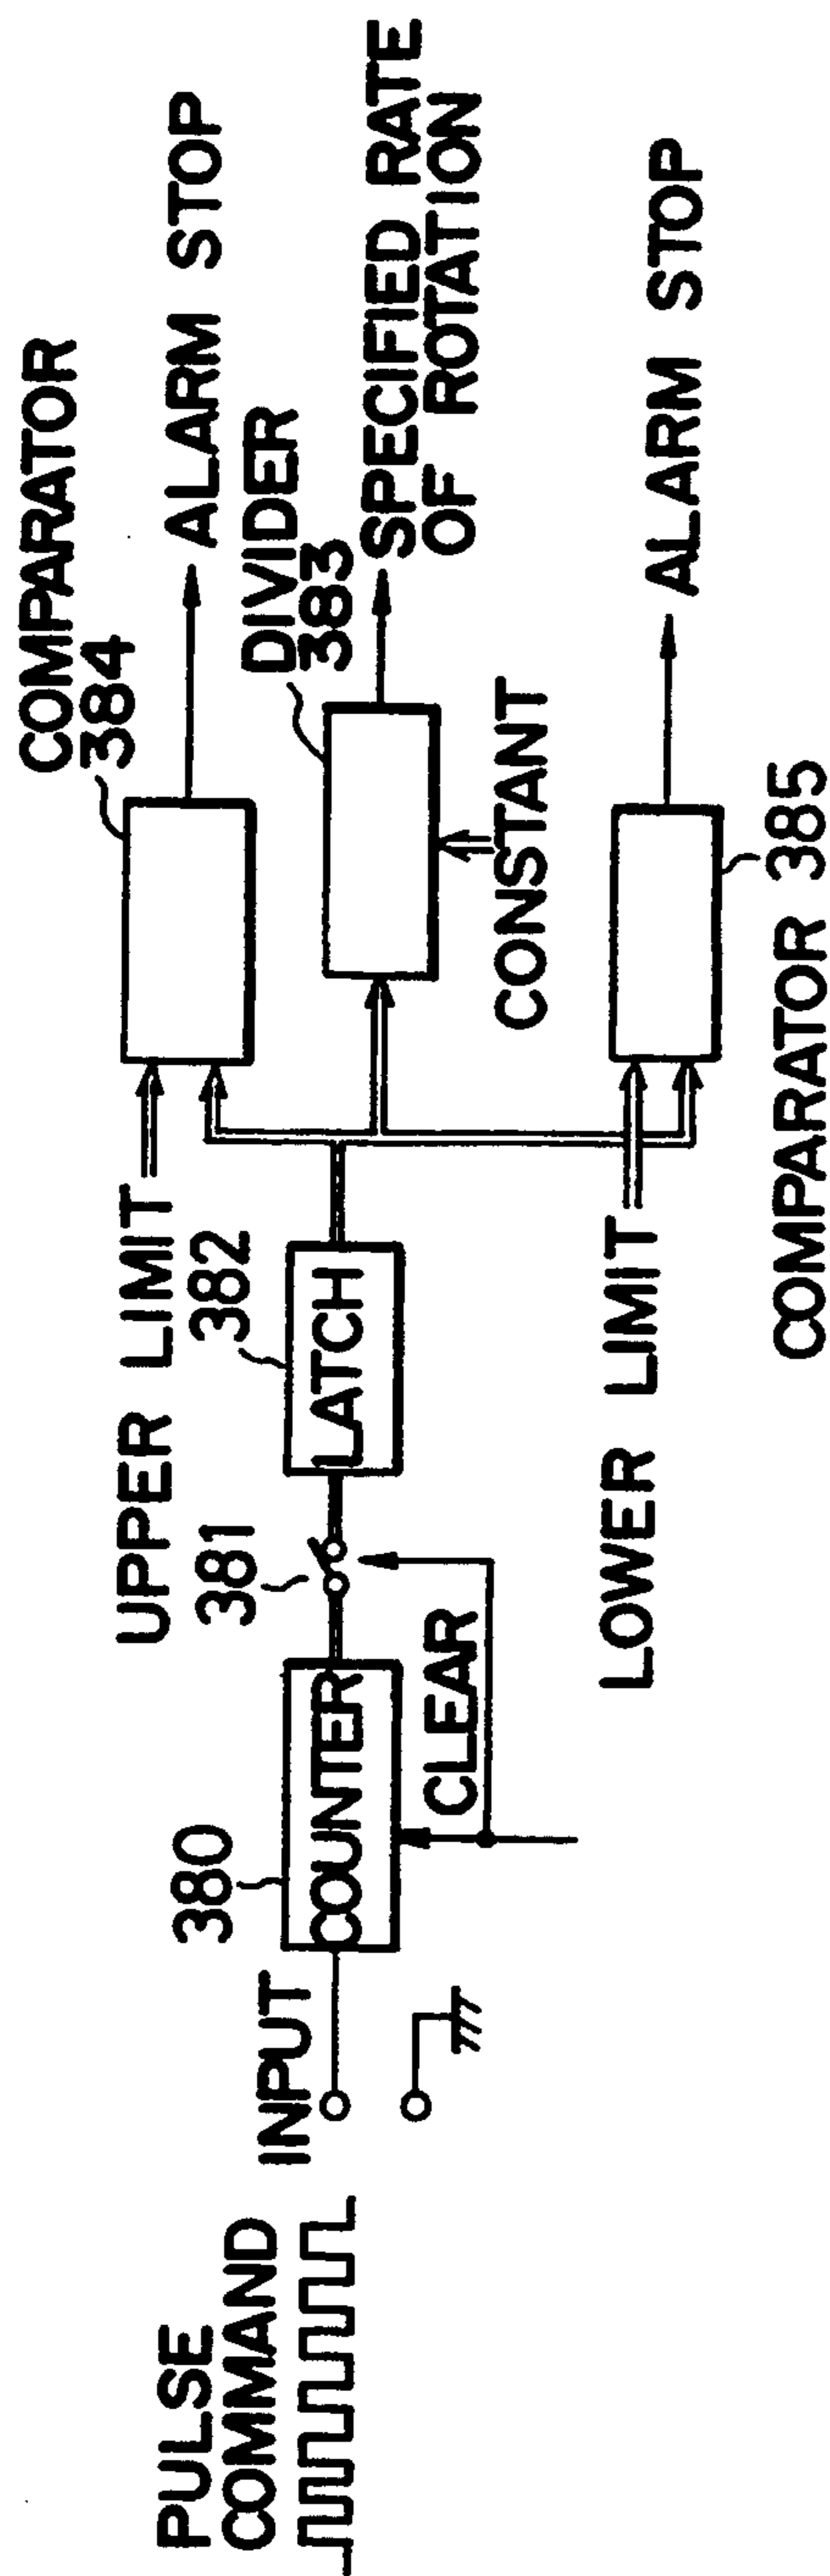 PULSE
COMMAND
INPUT
380
COUNTER
CLEAR
381
UPPER LIMIT
382
LATCH
LOWER LIMIT
COMPARATOR
384
ALARM STOP
DIVIDER
383
SPECIFIED RATE
OF ROTATION
CONSTANT
COMPARATOR 385
ALARM STOP